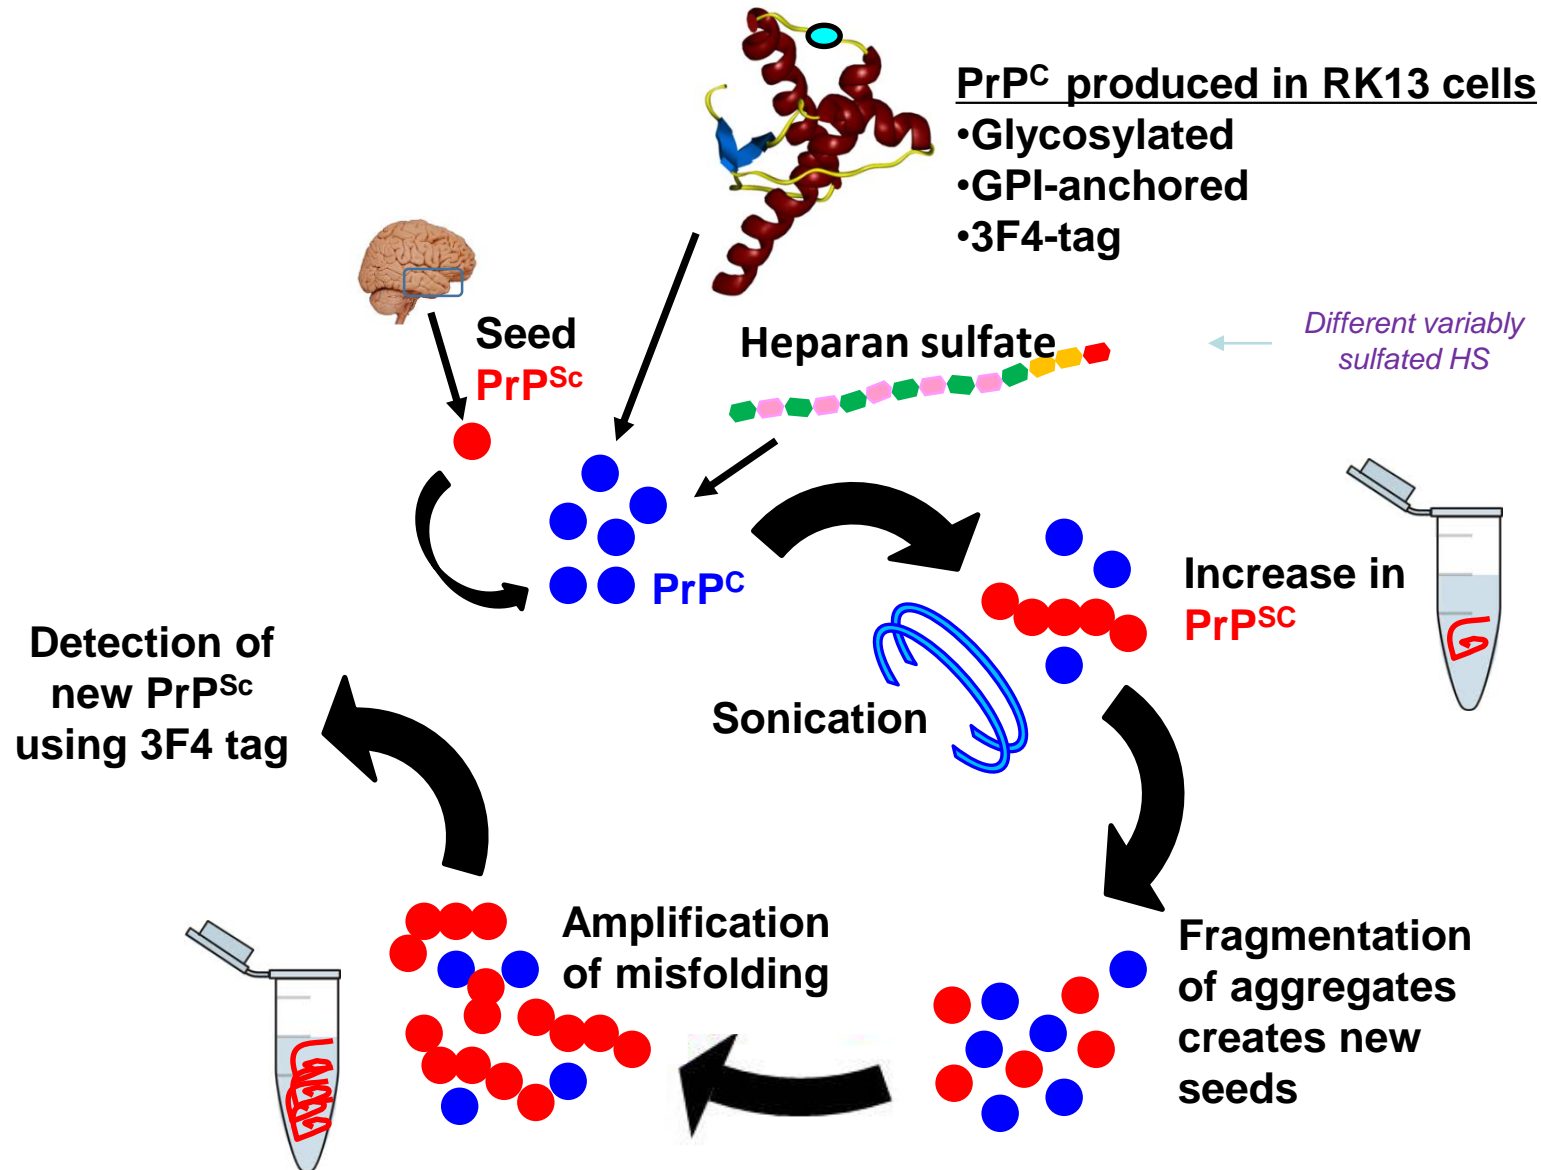 PrPC produced in RK13 cells
•Glycosylated
•GPI-anchored
•3F4-tag
Seed
PrPSc
Heparan sulfate
Different variably
sulfated HS
PrPC
Increase in
PrPSC
Sonication
Detection of
new PrPSc
using 3F4 tag
Amplification
of misfolding
Fragmentation
of aggregates
creates new
seeds